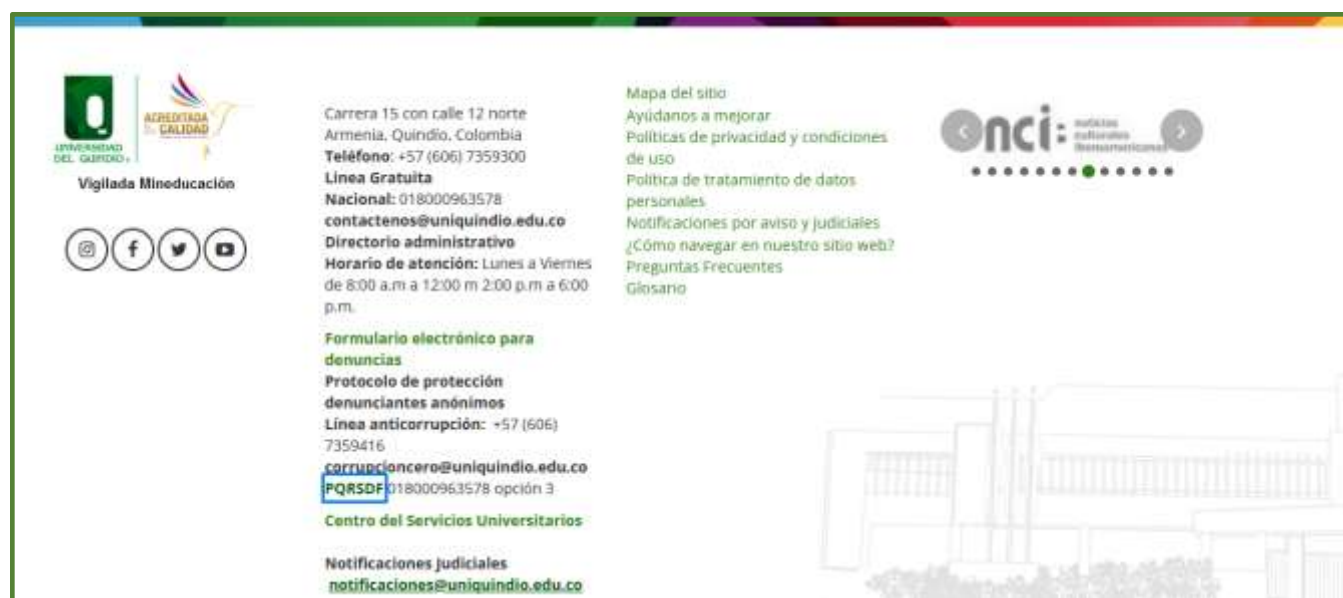 UNIVERSIDAD
DEL QUINDÍO
ACREDITADA
CALIDAD
Vigilada Mineducación
Carrera 15 con calle 12 norte
Armenia, Quindío, Colombia
Teléfono: +57 (606) 7359300
Línea Gratuita
Nacional: 018000963578
contactenos@uniquindio.edu.co
Directorio administrativo
Horario de atención: Lunes a Viernes
de 8:00 a.m a 12:00 m 2:00 p.m a 6:00
p.m.
Formulario electrónico para
denuncias
Protocolo de protección
denunciantes anónimos
Línea anticorrupción: +57 (606)
7359416
corrupcioncero@uniquindio.edu.co
PQRSDF 018000963578 opción 3
Centro del Servicios Universitarios
Notificaciones Judiciales
notificaciones@uniquindio.edu.co
Mapa del sitio
Ayúdanos a mejorar
Políticas de privacidad y condiciones
de uso
Política de tratamiento de datos
personales
Notificaciones por aviso y judiciales
¿Cómo navegar en nuestro sitio web?
Preguntas Frecuentes
Glosario
nci: noticias
culturales
iberoamericanas